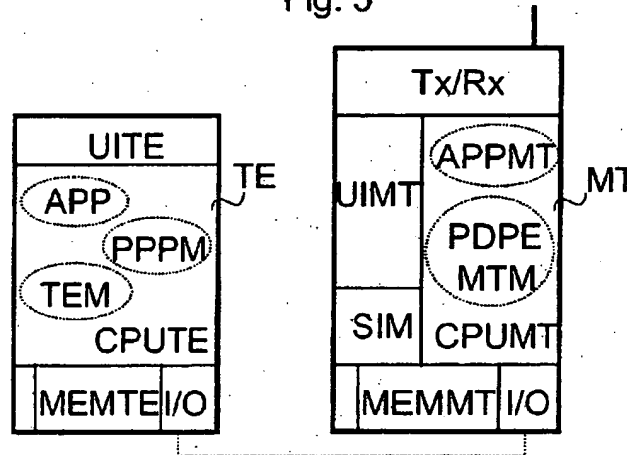 Fig. 5
UITE
TE
APP
PPPM
TEM
CPUTE
MEMTE I/O
Tx/Rx
UIMT
APPMT
MT
PDPE
MTM
SIM
CPUMT
MEMMT I/O